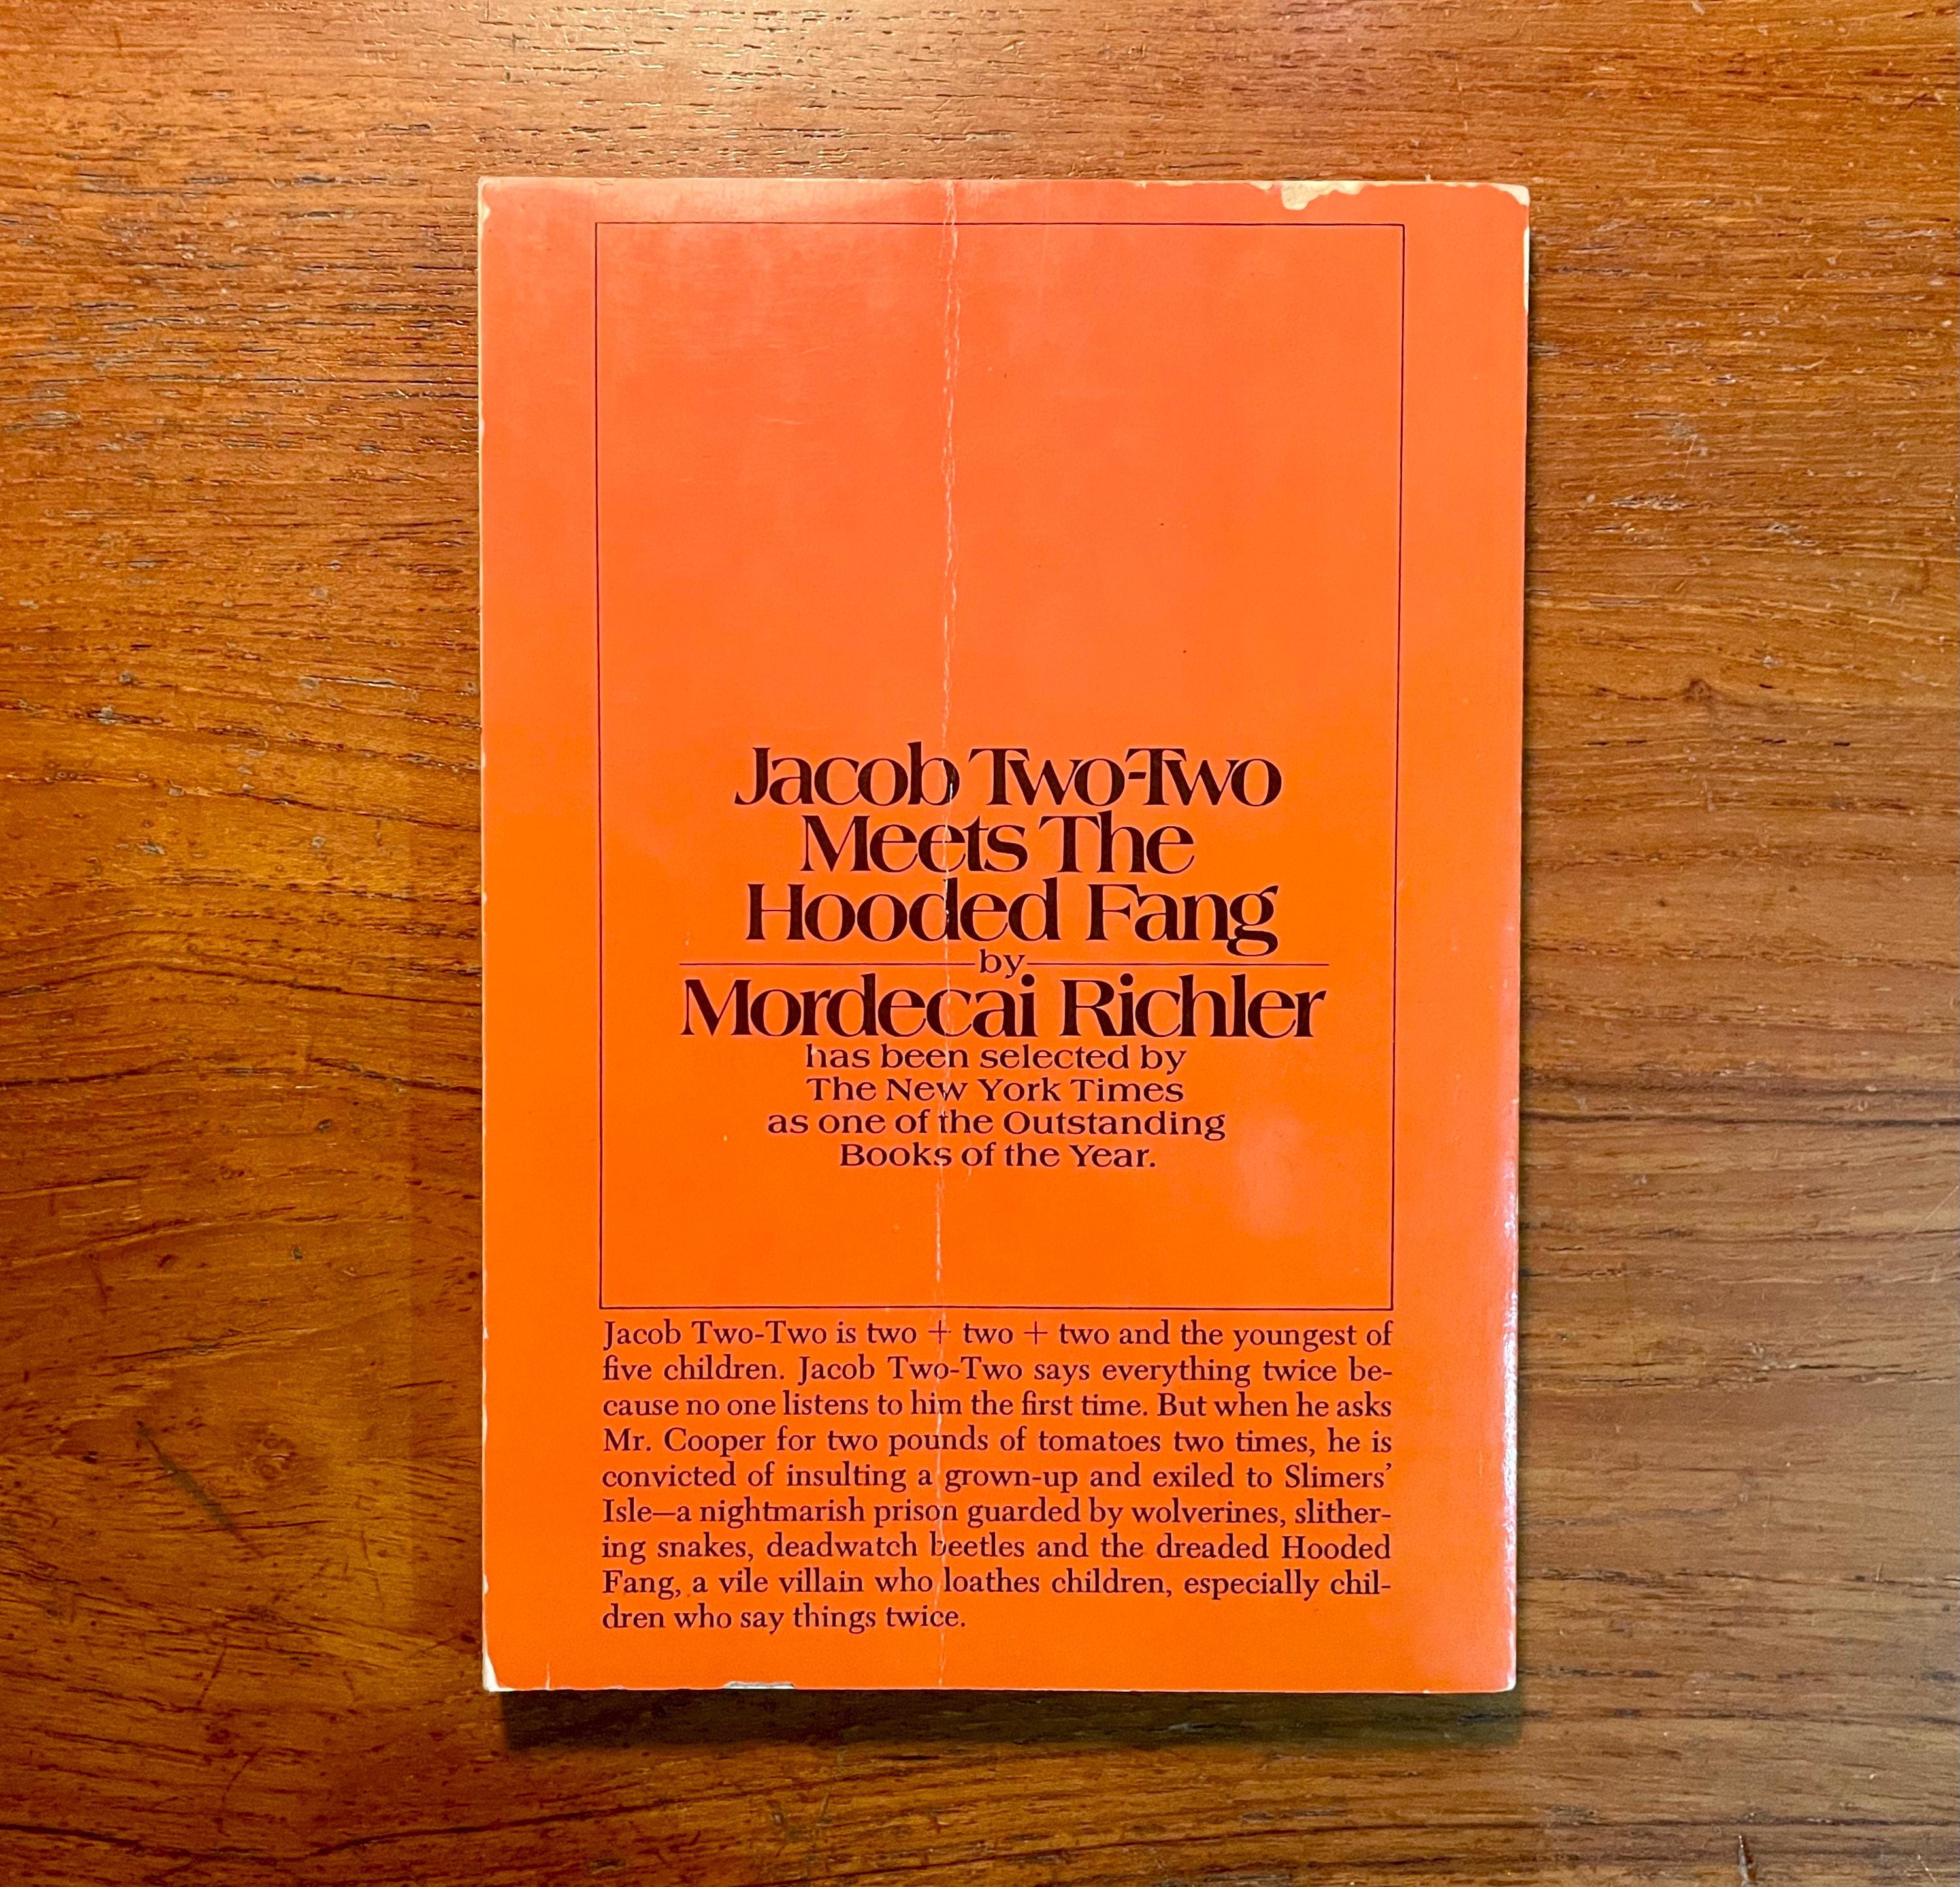 Jacob Two-Two
Meets The
Hooded Fang
by
Mordecai Richler
has been selected by
The New York Times
as one of the Outstanding
Books of the Year.
Jacob Two-Two is two + two + two and the youngest of
five children. Jacob Two-Two says everything twice be-
cause no one listens to him the first time. But when he asks
Mr. Cooper for two pounds of tomatoes two times, he is
convicted of insulting a grown-up and exiled to Slimers’
Isle—a nightmarish prison guarded by wolverines, slither-
ing snakes, deadwatch beetles and the dreaded Hooded
Fang, a vile villain who loathes children, especially chil-
dren who say things twice.